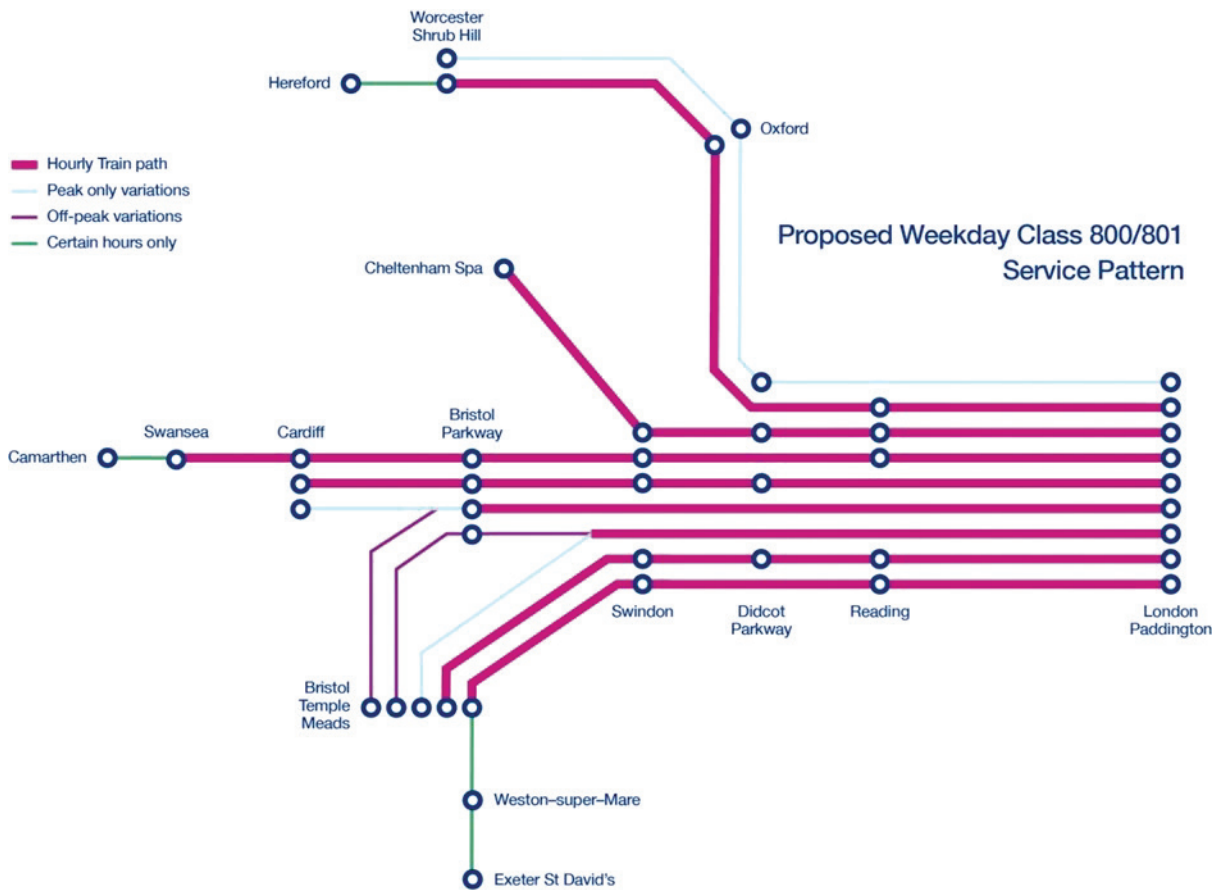 Worcester
Shrub Hill
Hereford
Oxford
Hourly Train path
Peak only variations
Off-peak variations
Certain hours only
Proposed Weekday Class 800/801
Service Pattern
Cheltenham Spa
Camarthen
Swansea
Cardiff
Bristol
Parkway
Swindon
Didcot
Parkway
Reading
London
Paddington
Bristol
Temple
Meads
Weston–super–Mare
Exeter St David's